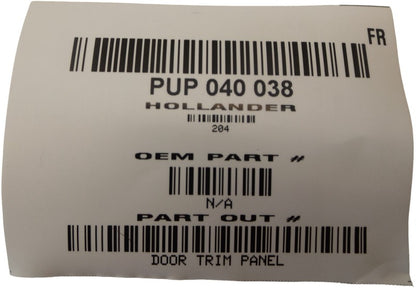 FR
PUP 040 038
HOLLANDER
204
OEM PART #
N/A
PART OUT #
DOOR TRIM PANEL